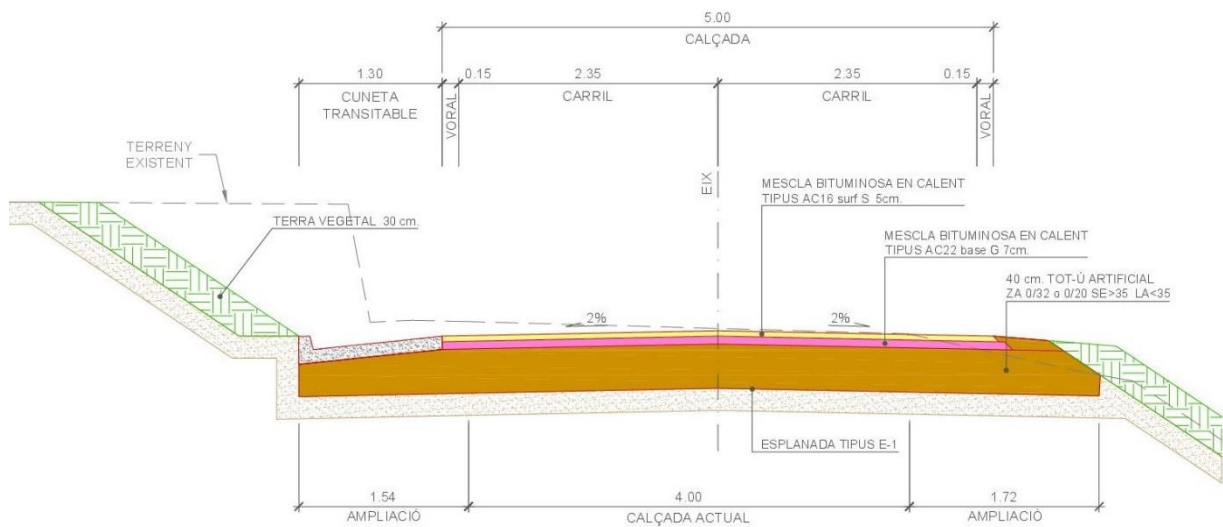 5.00
CALÇADA
1.30
0.15
2.35
2.35
0.15
CUNETA
TRANSITABLE
VORAL
CARRIL
CARRIL
VORAL
TERRENY
EXISTENT
EIX
MESCLA BITUMINOSA EN CALENT
TIPUS AC16 surf S 5cm.
TERRA VEGETAL 30 cm.
MESCLA BITUMINOSA EN CALENT
TIPUS AC22 base G 7cm.
40 cm. TOT-Ú ARTIFICIAL
ZA 0/32 o 0/20 SE>35 LA<35
2%
2%
ESPLANADA TIPUS E-1
1.54
4.00
1.72
AMPLIACIÓ
CALÇADA ACTUAL
AMPLIACIÓ